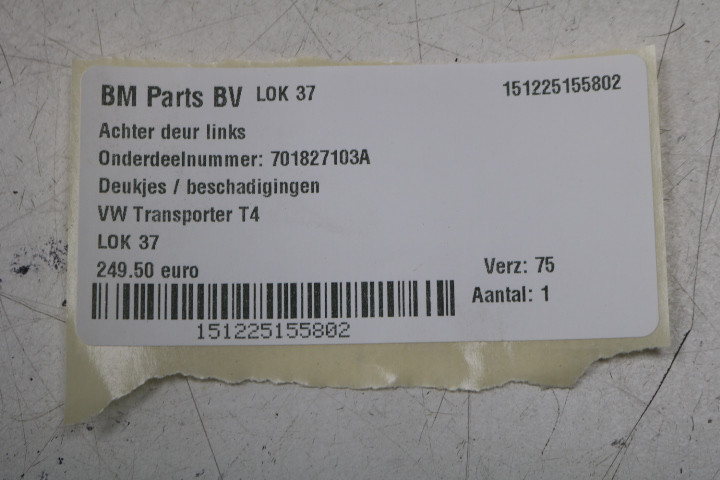 BM Parts BV LOK 37 151225155802
Achter deur links
Onderdeelnummer: 701827103A
Deukjes / beschadigingen
VW Transporter T4
LOK 37
249.50 euro Verz: 75
Aantal: 1
151225155802